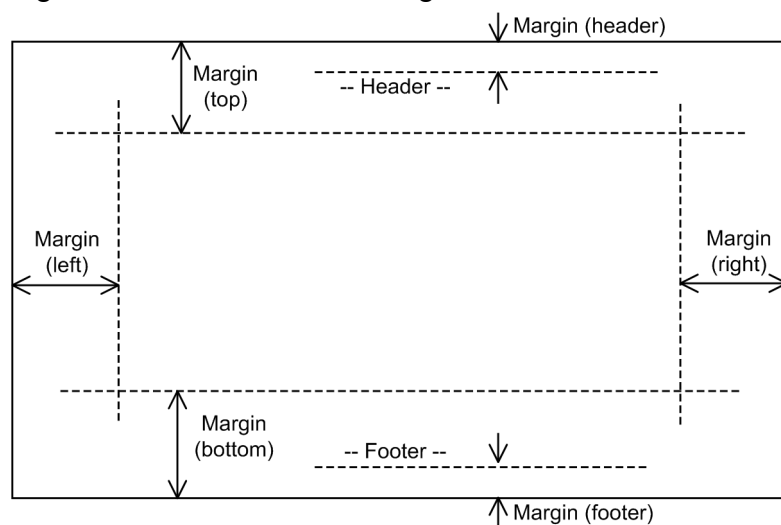 Margin (header)
Margin
(top)
-- Header --
Margin
(left)
Margin
(right)
Margin
(bottom)
-- Footer --
Margin (footer)